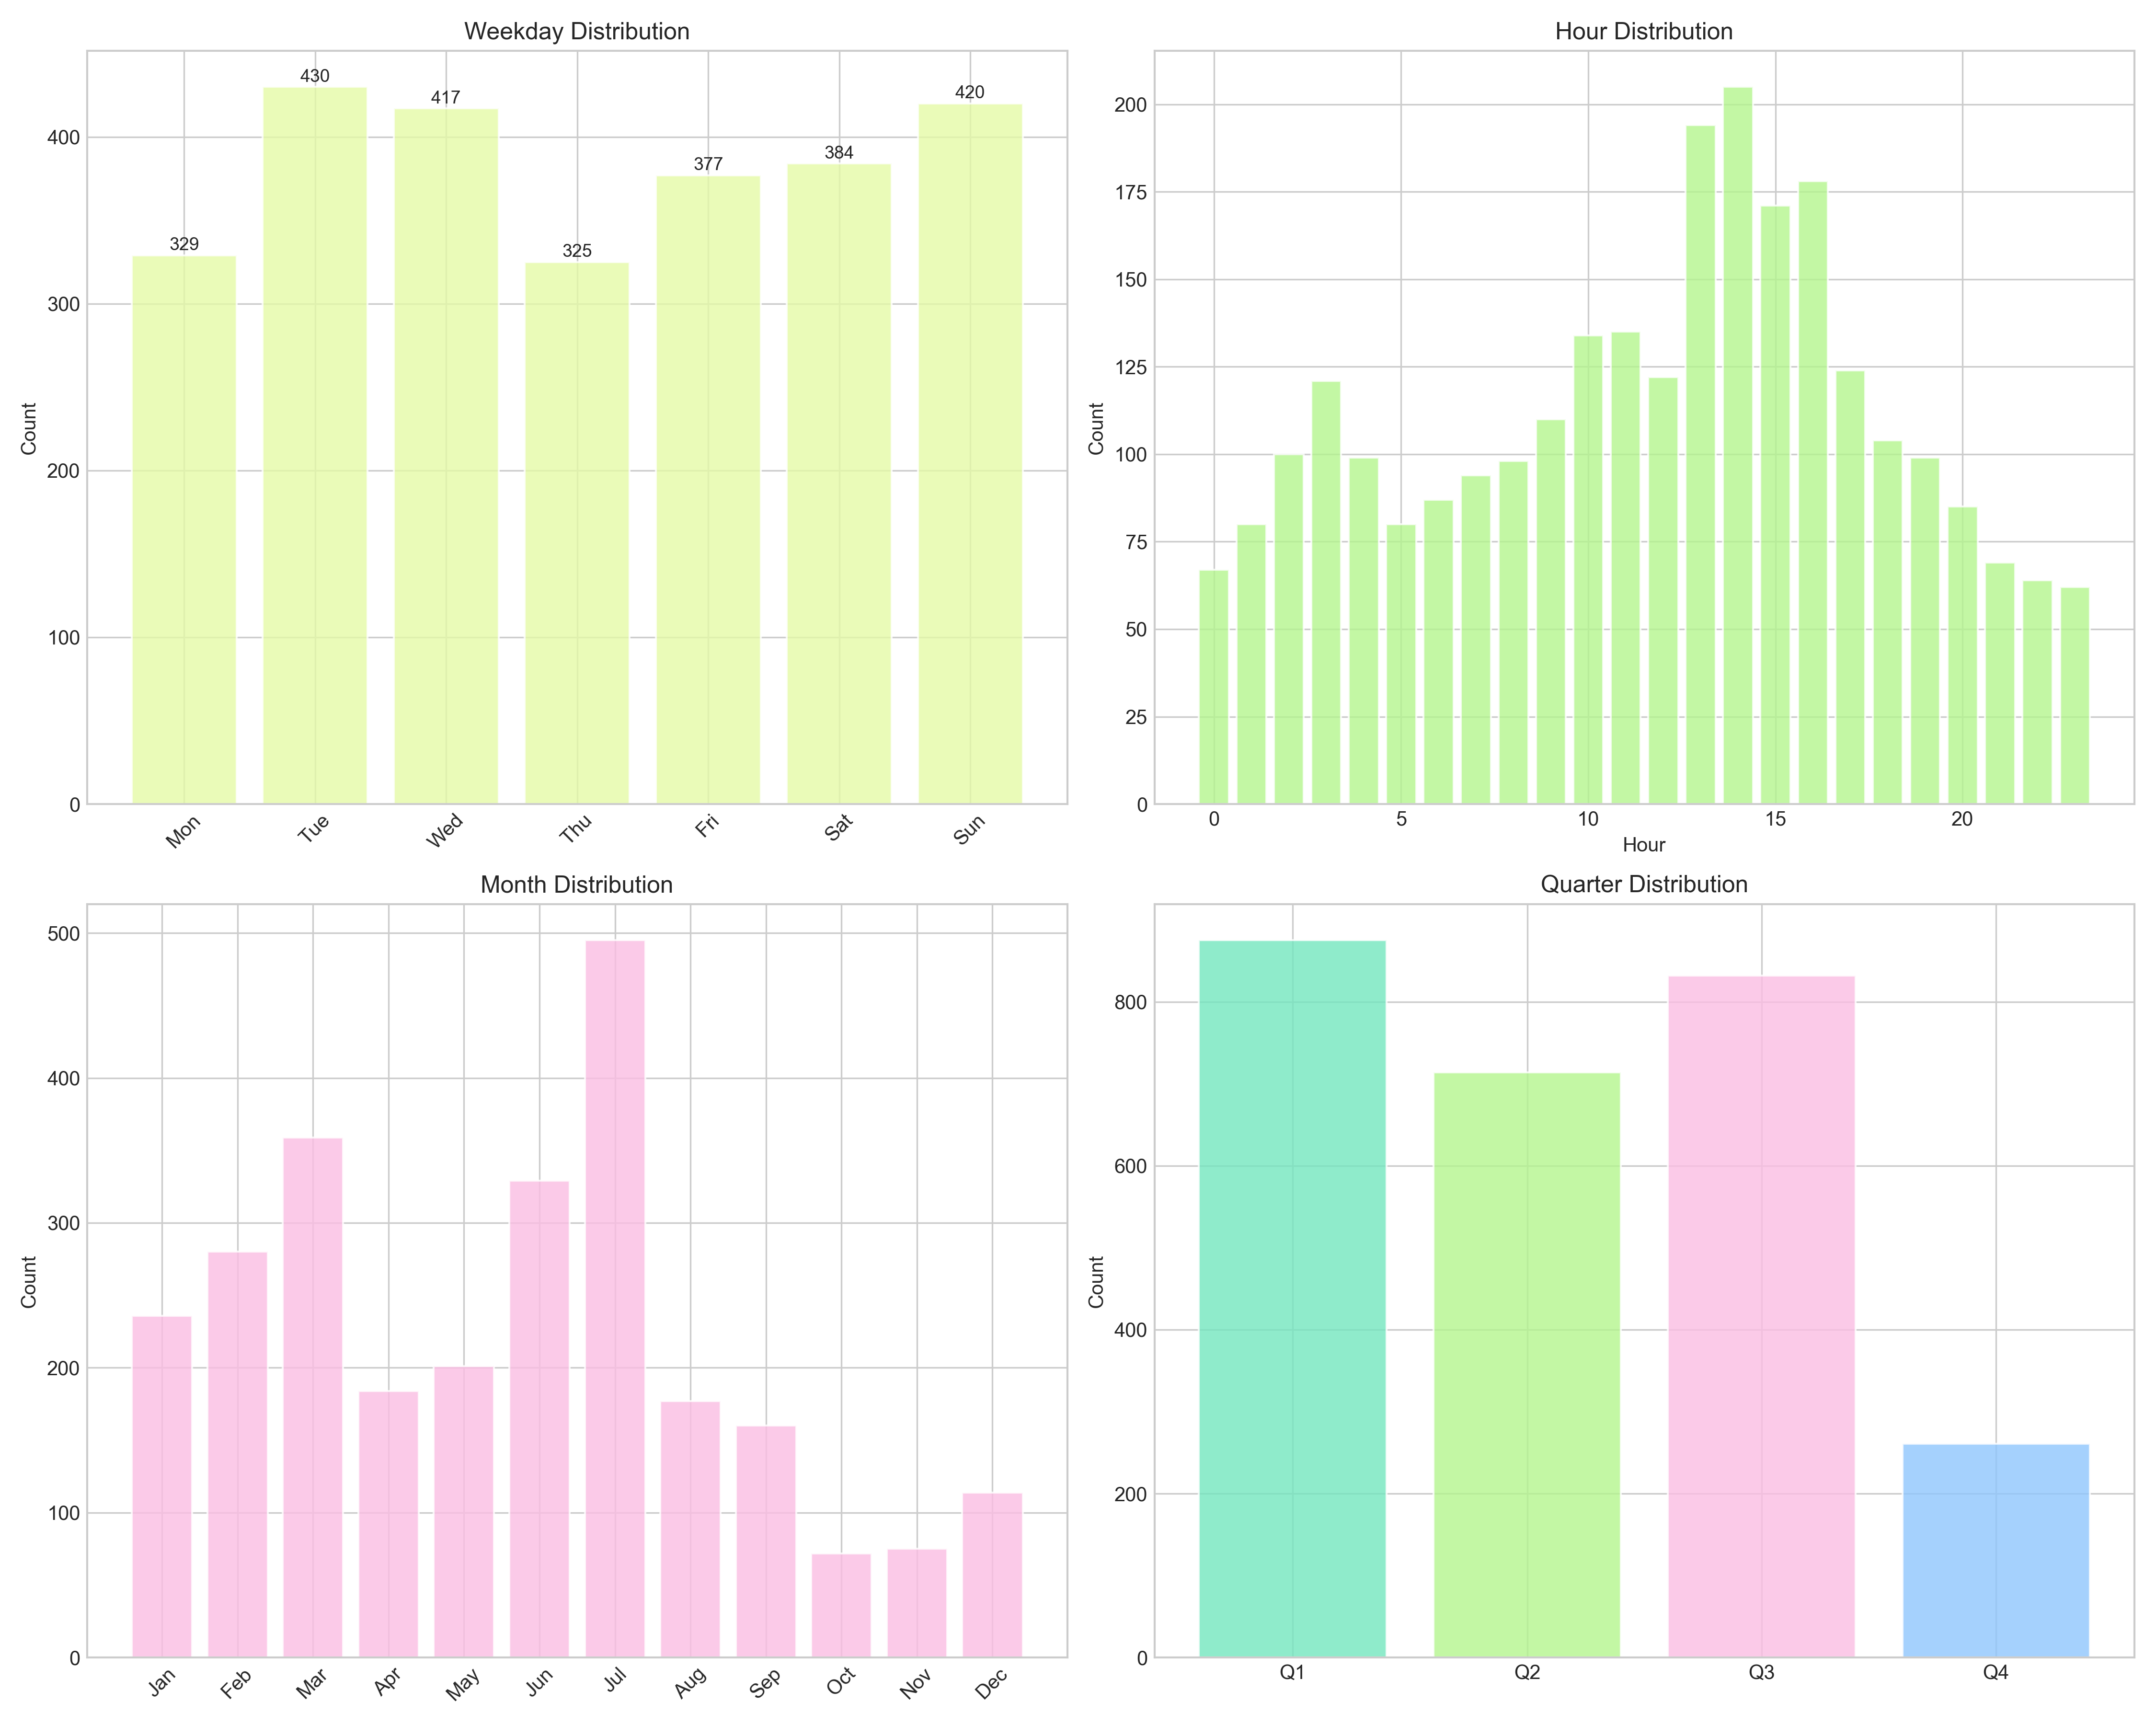 Weekday Distribution
Count
400
300
200
100
0
430
417
420
377
384
329
325
Mon
Tue
Wed
Thu
Fri
Sat
Sun
Hour Distribution
Count
200
175
150
125
100
75
50
25
0
0
5
10
15
20
Hour
Month Distribution
Count
500
400
300
200
100
0
Jan
Feb
Mar
Apr
May
Jun
Jul
Aug
Sep
Oct
Nov
Dec
Quarter Distribution
Count
800
600
400
200
0
Q1
Q2
Q3
Q4